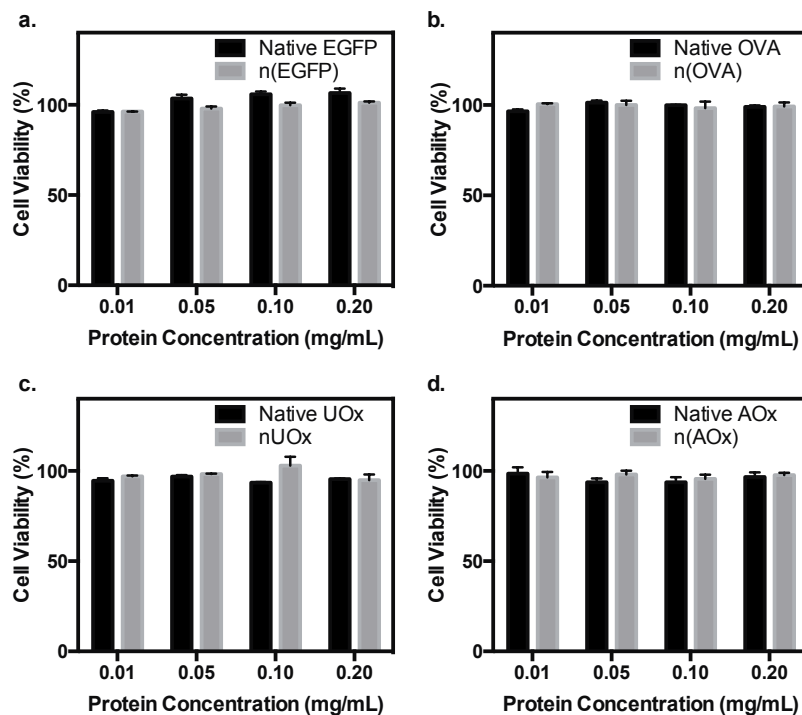 a.
Native EGFP
n(EGFP)
Cell Viability (%)
100
50
0
0.01 0.05 0.10 0.20
Protein Concentration (mg/mL)
b.
Native OVA
n(OVA)
Cell Viability (%)
100
50
0
0.01 0.05 0.10 0.20
Protein Concentration (mg/mL)
c.
Native UOx
nUOx
Cell Viability (%)
100
50
0
0.01 0.05 0.10 0.20
Protein Concentration (mg/mL)
d.
Native AOx
n(AOx)
Cell Viability (%)
100
50
0
0.01 0.05 0.10 0.20
Protein Concentration (mg/mL)